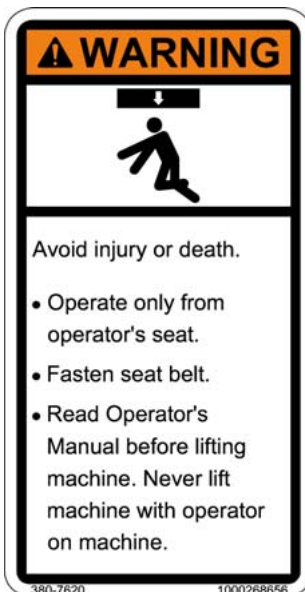 WARNING
Avoid injury or death.
• Operate only from
operator's seat.
• Fasten seat belt.
• Read Operator's
Manual before lifting
machine. Never lift
machine with operator
on machine.
380-7620 1000268656